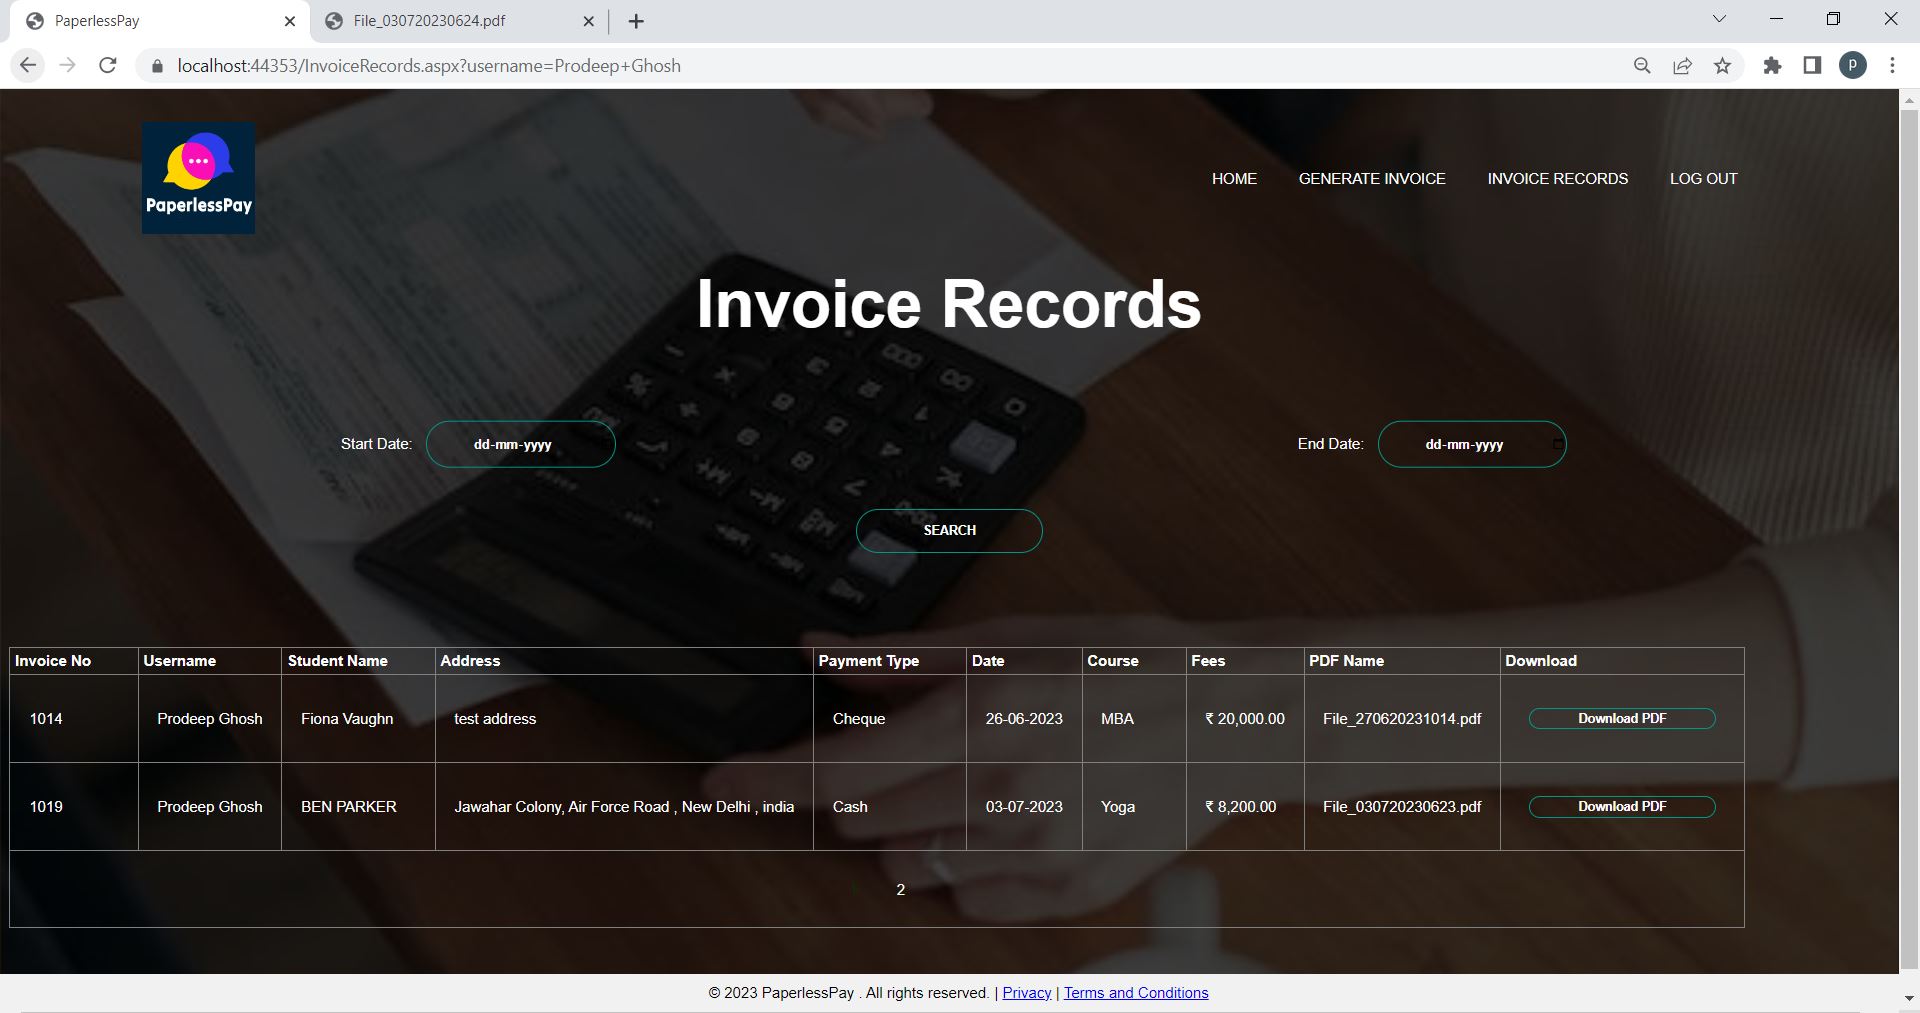 PaperlessPay
File_030720230624.pdf
localhost:44353/InvoiceRecords.aspx?username=Prodeep+Ghosh
P
PaperlessPay
HOME GENERATE INVOICE INVOICE RECORDS LOG OUT
Invoice Records
Start Date: dd-mm-yyyy End Date: dd-mm-yyyy
SEARCH
Invoice No Username Student Name Address Payment Type Date Course Fees PDF Name Download
1014 Prodeep Ghosh Fiona Vaughn test address Cheque 26-06-2023 MBA ₹ 20,000.00 File_270620231014.pdf Download PDF
1019 Prodeep Ghosh BEN PARKER Jawahar Colony, Air Force Road , New Delhi , india Cash 03-07-2023 Yoga ₹ 8,200.00 File_030720230623.pdf Download PDF
2
© 2023 PaperlessPay . All rights reserved. | Privacy | Terms and Conditions